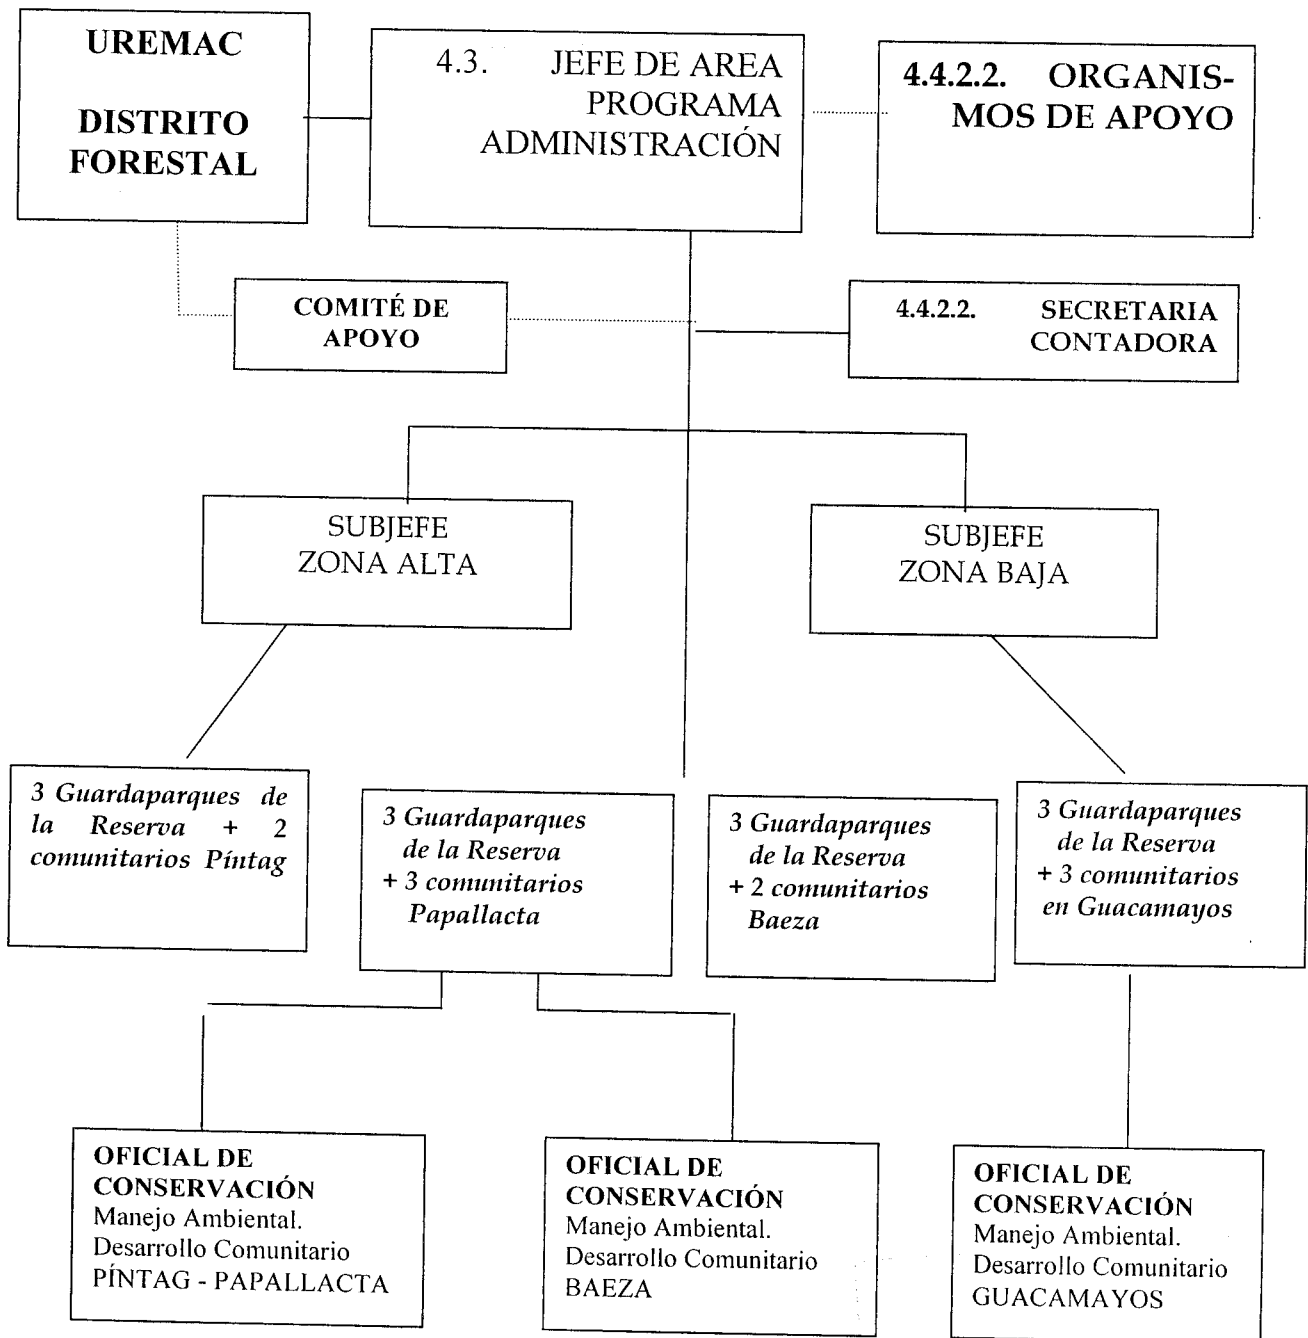 UREMAC
DISTRITO
FORESTAL
4.3. JEFE DE AREA
PROGRAMA
ADMINISTRACIÓN
4.4.2.2. ORGANIS-
MOS DE APOYO
COMITÉ DE
APOYO
4.4.2.2. SECRETARIA
CONTADORA
SUBJEFE
ZONA ALTA
SUBJEFE
ZONA BAJA
3 Guardaparques de
la Reserva + 2
comunitarios Píntag
3 Guardaparques
de la Reserva
+ 3 comunitarios
Papallacta
3 Guardaparques
de la Reserva
+ 2 comunitarios
Baeza
3 Guardaparques
de la Reserva
+ 3 comunitarios
en Guacamayos
OFICIAL DE
CONSERVACIÓN
Manejo Ambiental.
Desarrollo Comunitario
PÍNTAG - PAPALLACTA
OFICIAL DE
CONSERVACIÓN
Manejo Ambiental.
Desarrollo Comunitario
BAEZA
OFICIAL DE
CONSERVACIÓN
Manejo Ambiental.
Desarrollo Comunitario
GUACAMAYOS